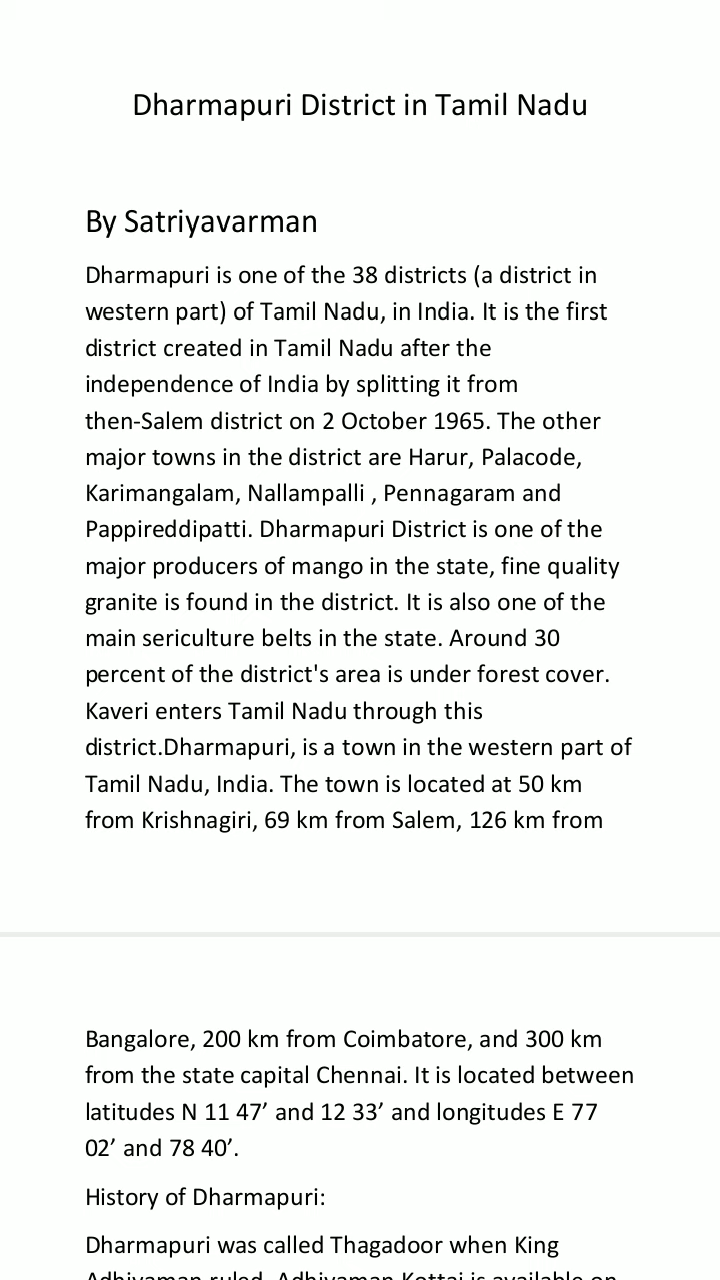 Dharmapuri District in Tamil Nadu
By Satriyavarman
Dharmapuri is one of the 38 districts (a district in
western part) of Tamil Nadu, in India. It is the first
district created in Tamil Nadu after the
independence of India by splitting it from
then-Salem district on 2 October 1965. The other
major towns in the district are Harur, Palacode,
Karimangalam, Nallampalli , Pennagaram and
Pappireddipatti. Dharmapuri District is one of the
major producers of mango in the state, fine quality
granite is found in the district. It is also one of the
main sericulture belts in the state. Around 30
percent of the district's area is under forest cover.
Kaveri enters Tamil Nadu through this
district.Dharmapuri, is a town in the western part of
Tamil Nadu, India. The town is located at 50 km
from Krishnagiri, 69 km from Salem, 126 km from
Bangalore, 200 km from Coimbatore, and 300 km
from the state capital Chennai. It is located between
latitudes N 11 47’ and 12 33’ and longitudes E 77
02’ and 78 40’.
History of Dharmapuri:
Dharmapuri was called Thagadoor when King
Adhiyaman ruled. Adhiyaman Kottai is available on